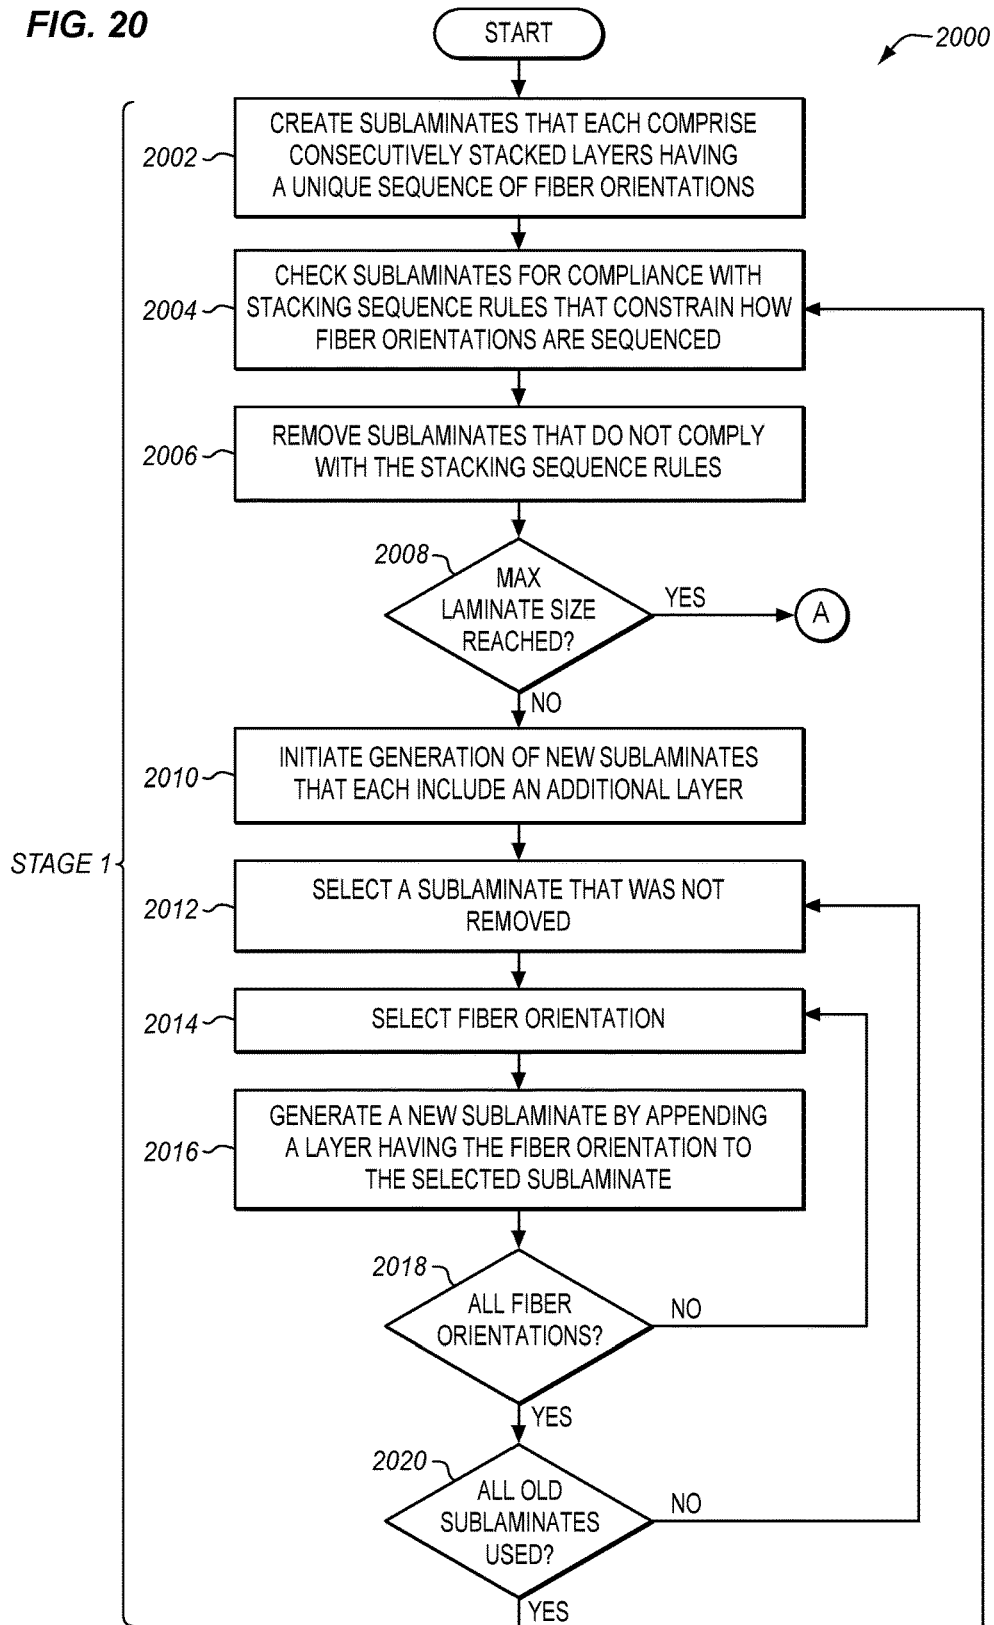 FIG. 20
START
2000
CREATE SUBLAMINATES THAT EACH COMPRISE
CONSECUTIVELY STACKED LAYERS HAVING
A UNIQUE SEQUENCE OF FIBER ORIENTATIONS
2002
CHECK SUBLAMINATES FOR COMPLIANCE WITH
STACKING SEQUENCE RULES THAT CONSTRAIN HOW
FIBER ORIENTATIONS ARE SEQUENCED
2004
REMOVE SUBLAMINATES THAT DO NOT COMPLY
WITH THE STACKING SEQUENCE RULES
2006
2008
MAX
LAMINATE SIZE
REACHED?
YES
A
NO
INITIATE GENERATION OF NEW SUBLAMINATES
THAT EACH INCLUDE AN ADDITIONAL LAYER
2010
STAGE 1
SELECT A SUBLAMINATE THAT WAS NOT
REMOVED
2012
SELECT FIBER ORIENTATION
2014
GENERATE A NEW SUBLAMINATE BY APPENDING
A LAYER HAVING THE FIBER ORIENTATION TO
THE SELECTED SUBLAMINATE
2016
2018
ALL FIBER
ORIENTATIONS?
NO
YES
2020
ALL OLD
SUBLAMINATES
USED?
NO
YES